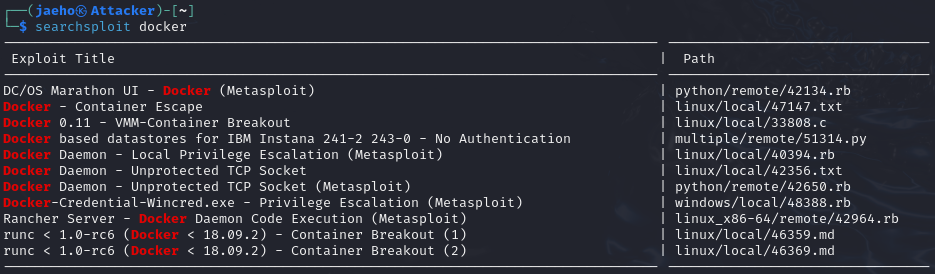 ┌──(jaeho㉿Attacker)-[~]
└─$ searchsploit docker
Exploit Title | Path
DC/OS Marathon UI - Docker (Metasploit) | python/remote/42134.rb
Docker - Container Escape | linux/local/47147.txt
Docker 0.11 - VMM-Container Breakout | linux/local/33808.c
Docker based datastores for IBM Instana 241-2 243-0 - No Authentication | multiple/remote/51314.py
Docker Daemon - Local Privilege Escalation (Metasploit) | linux/local/40394.rb
Docker Daemon - Unprotected TCP Socket | linux/local/42356.txt
Docker Daemon - Unprotected TCP Socket (Metasploit) | python/remote/42650.rb
Docker-Credential-Wincred.exe - Privilege Escalation (Metasploit) | windows/local/48388.rb
Rancher Server - Docker Daemon Code Execution (Metasploit) | linux_x86-64/remote/42964.rb
runc < 1.0-rc6 (Docker < 18.09.2) - Container Breakout (1) | linux/local/46359.md
runc < 1.0-rc6 (Docker < 18.09.2) - Container Breakout (2) | linux/local/46369.md